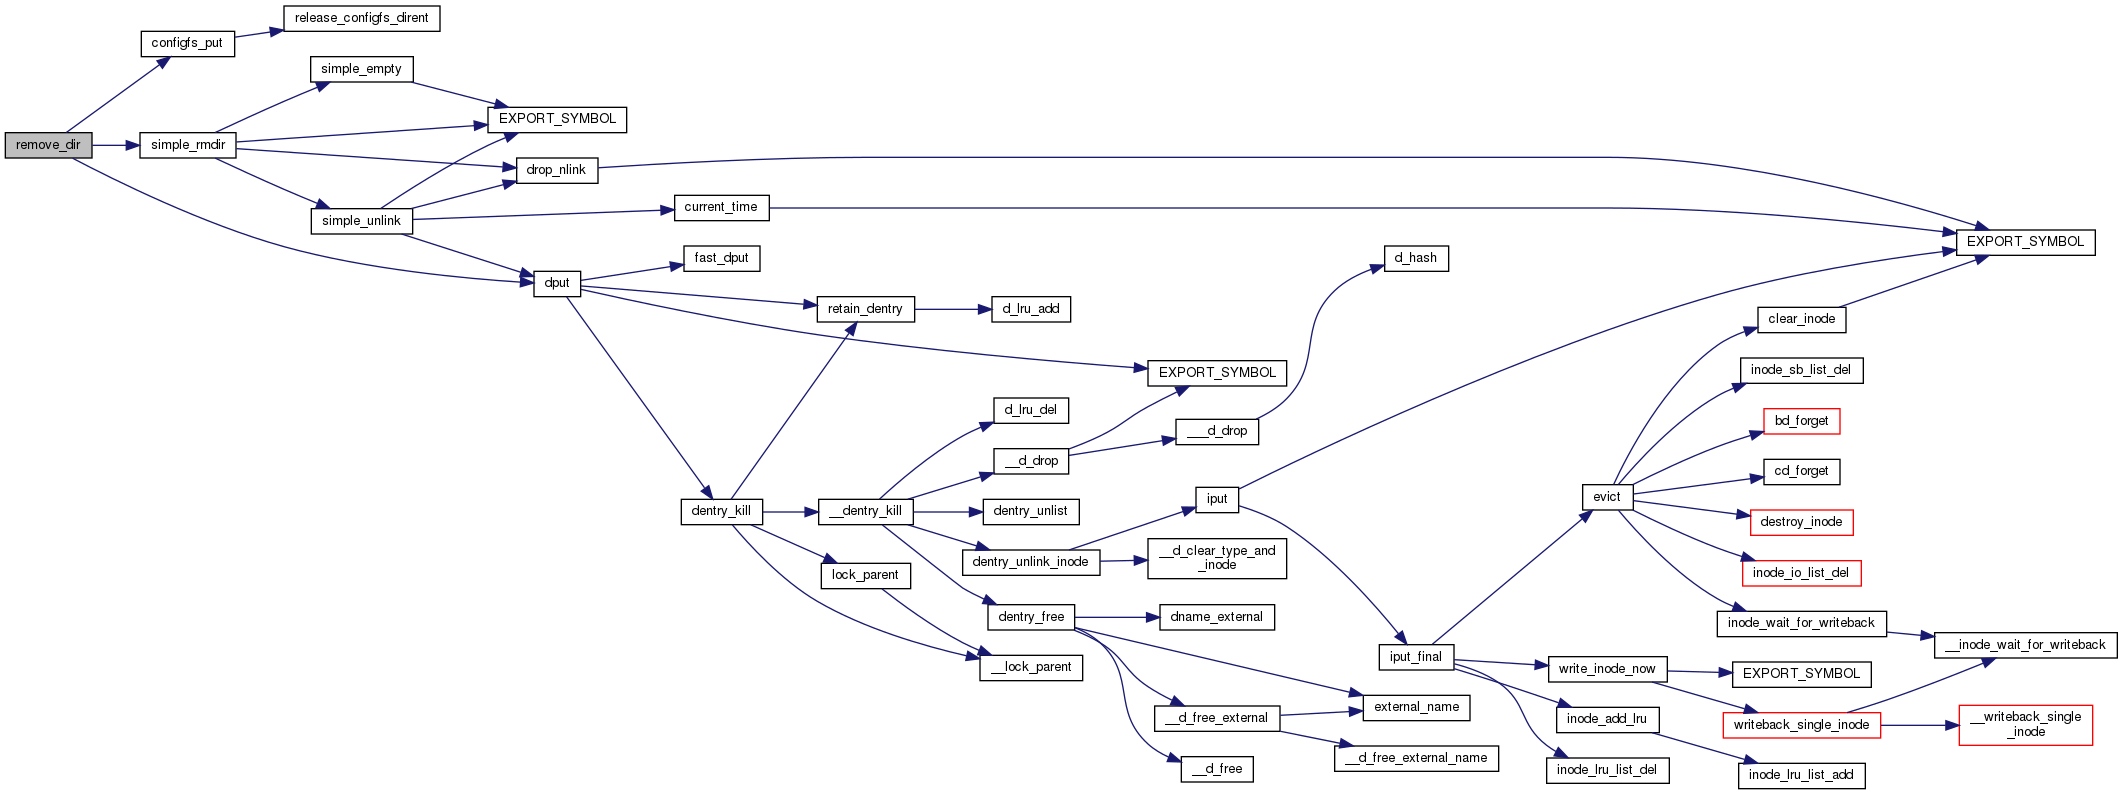 release_configfs_dirent
configfs_put
simple_empty
EXPORT_SYMBOL
remove_dir
simple_rmdir
drop_nlink
simple_unlink
current_time
EXPORT_SYMBOL
fast_dput
d_hash
dput
retain_dentry
d_lru_add
clear_inode
EXPORT_SYMBOL
inode_sb_list_del
d_lru_del
bd_forget
___d_drop
__d_drop
cd_forget
iput
evict
dentry_kill
__dentry_kill
dentry_unlist
destroy_inode
dentry_unlink_inode
__d_clear_type_and
_inode
lock_parent
inode_io_list_del
dentry_free
dname_external
inode_wait_for_writeback
__inode_wait_for_writeback
iput_final
__lock_parent
write_inode_now
EXPORT_SYMBOL
external_name
__d_free_external
inode_add_lru
writeback_single_inode
__writeback_single
_inode
__d_free_external_name
__d_free
inode_lru_list_del
inode_lru_list_add